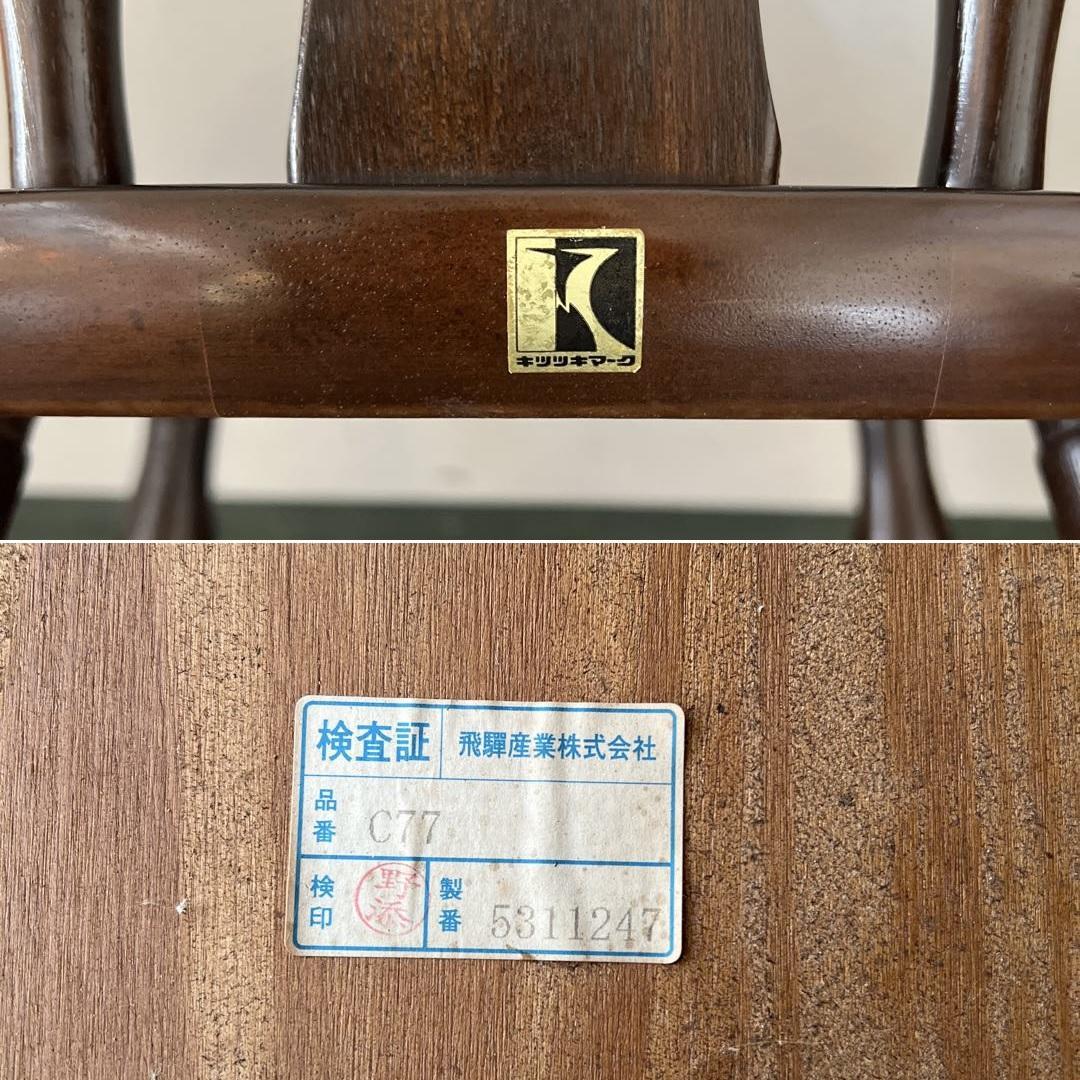 キツツキマーク
検査証 飛驒産業株式会社
品番 C77
検印 野添 製番 5311247